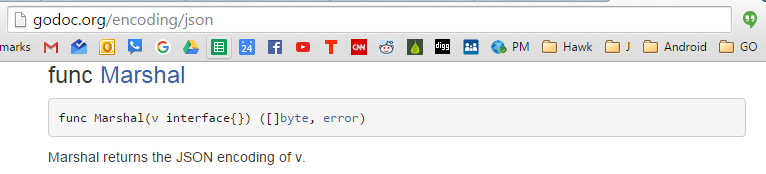 godoc.org/encoding/json
marks M 24 f T CNN digg PM Hawk J Android GO
func Marshal
func Marshal(v interface{}) ([]byte, error)
Marshal returns the JSON encoding of v.